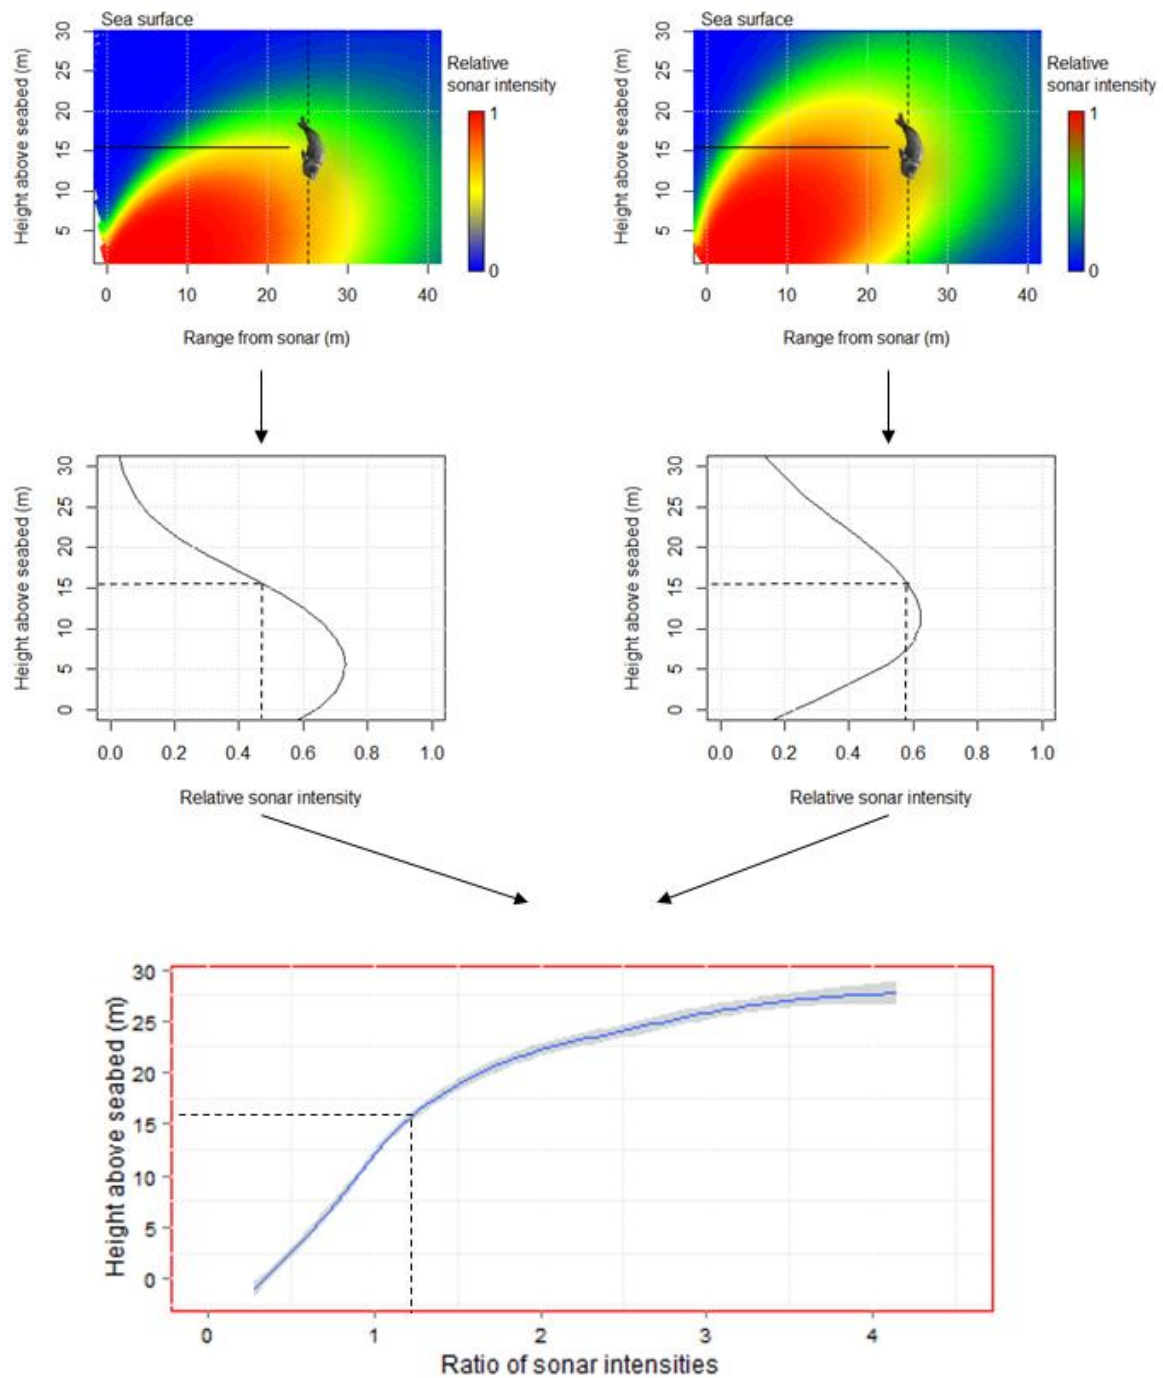 Sea surface
Height above seabed (m)
30
25
20
15
10
5
0 10 20 30 40
Range from sonar (m)
Relative
sonar intensity
1
0
Height above seabed (m)
30
25
20
15
10
5
0 10 20 30 40
Range from sonar (m)
Relative
sonar intensity
1
0
Height above seabed (m)
30
25
20
15
10
5
0
0.0 0.2 0.4 0.6 0.8 1.0
Relative sonar intensity
Height above seabed (m)
30
25
20
15
10
5
0
0.0 0.2 0.4 0.6 0.8 1.0
Relative sonar intensity
Height above seabed (m)
30
25
20
15
10
5
0
0 1 2 3 4
Ratio of sonar intensities